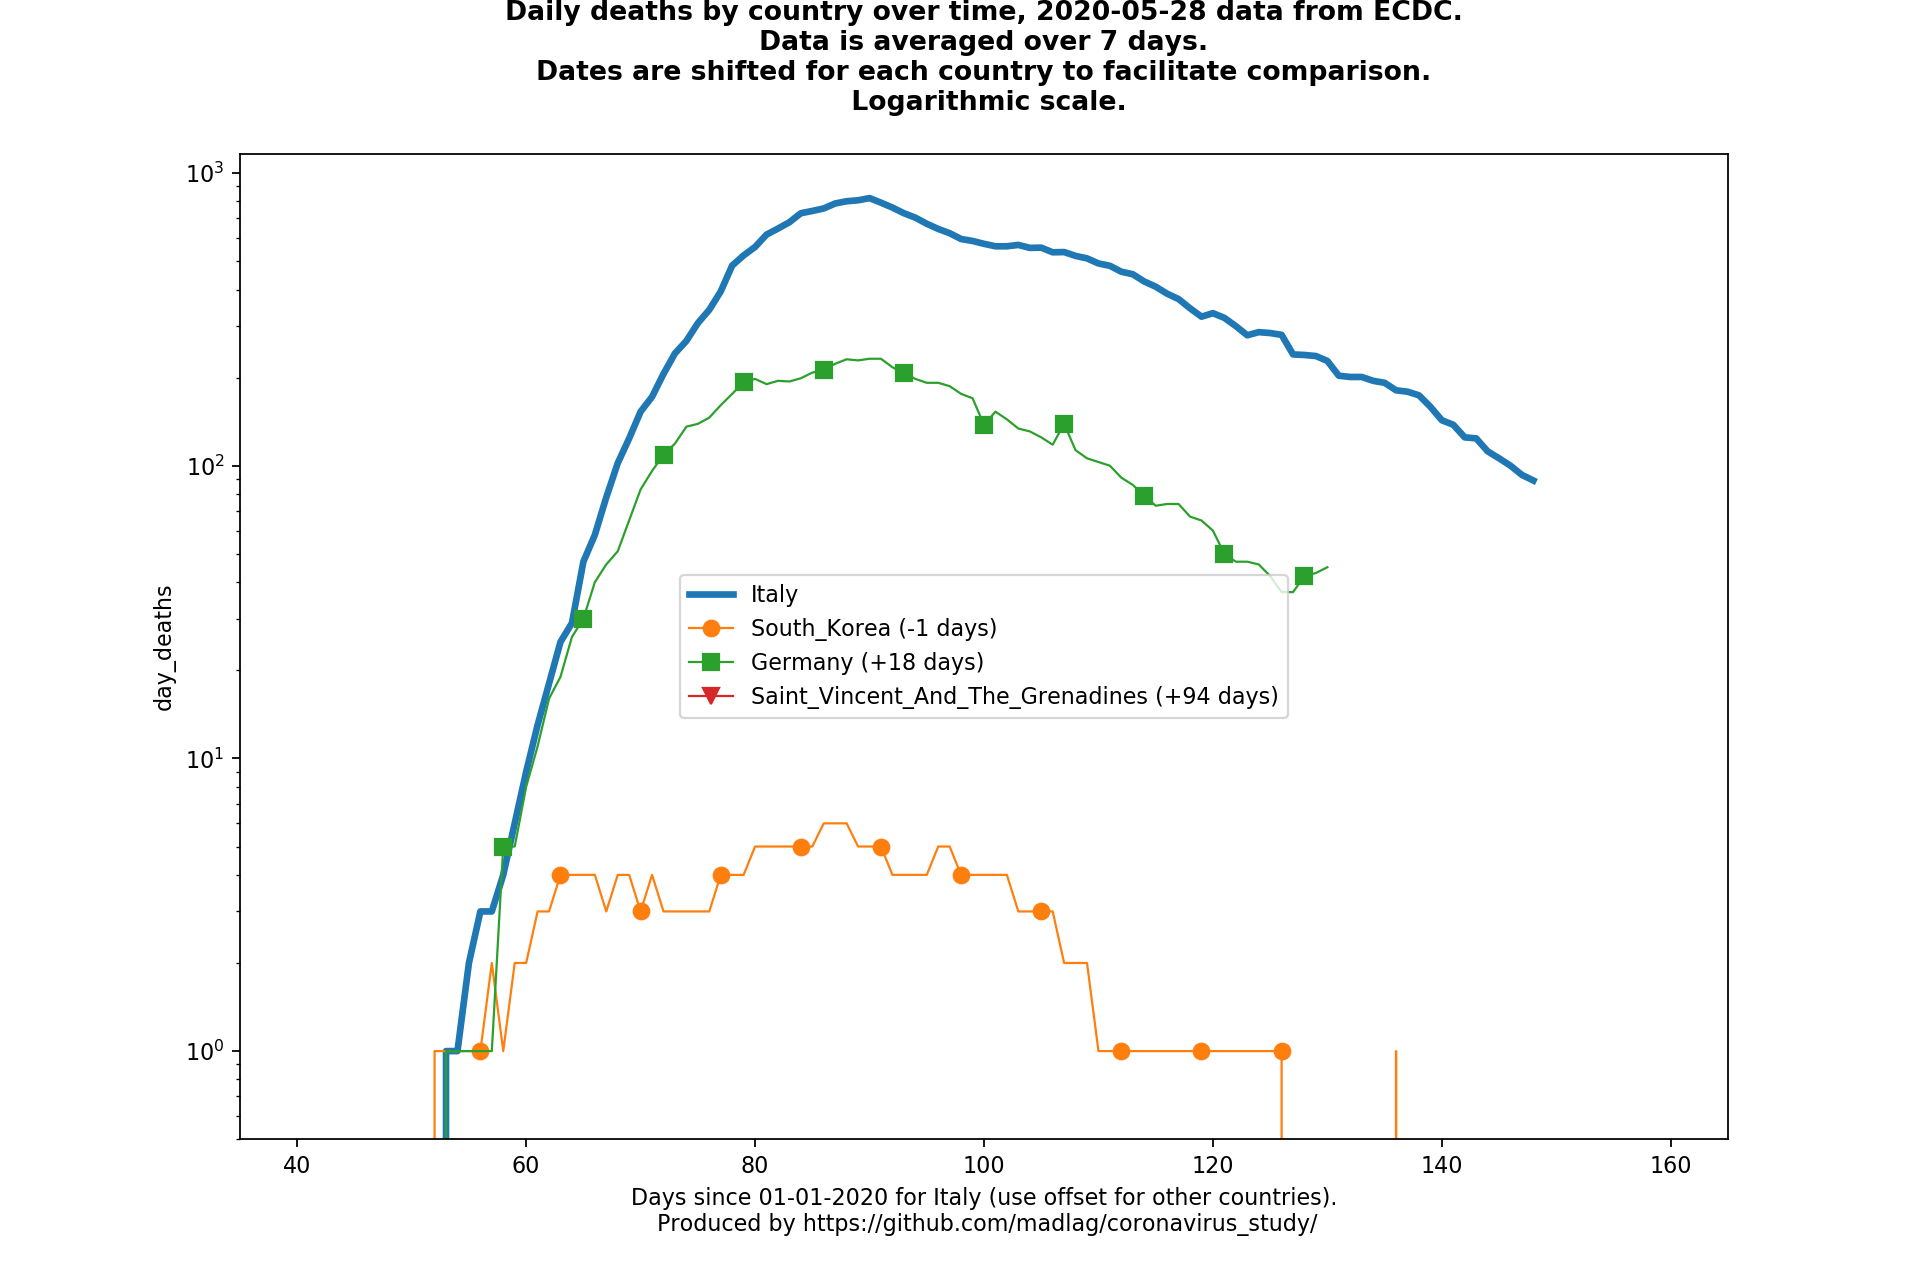 Daily deaths by country over time, 2020-05-28 data from ECDC.
Data is averaged over 7 days.
Dates are shifted for each country to facilitate comparison.
Logarithmic scale.
10³
10²
10¹
10⁰
day_deaths
Italy
South_Korea (-1 days)
Germany (+18 days)
Saint_Vincent_And_The_Grenadines (+94 days)
40 60 80 100 120 140 160
Days since 01-01-2020 for Italy (use offset for other countries).
Produced by https://github.com/madlag/coronavirus_study/